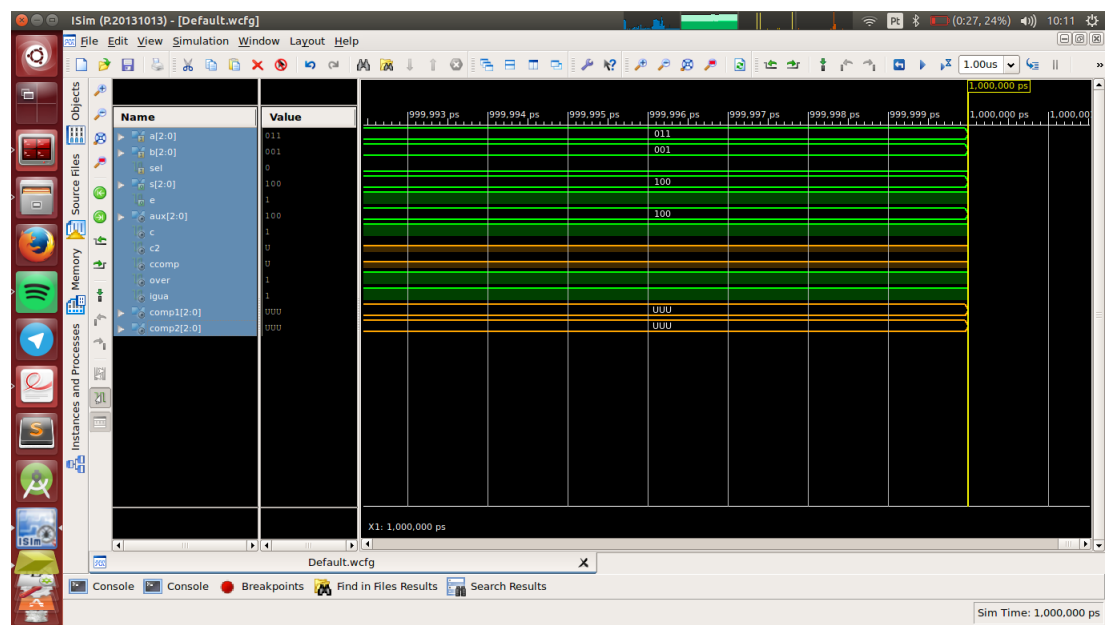 ISim (P.20131013) - [Default.wcfg]
Pt (0:27, 24%) 10:11
File Edit View Simulation Window Layout Help
1.00us »
Objects
Source Files
Memory
Instances and Processes
Name Value
1,000,000 ps
999,993 ps 999,994 ps 999,995 ps 999,996 ps 999,997 ps 999,998 ps 999,999 ps 1,000,000 ps 1,000,00
a[2:0] 011 011
b[2:0] 001 001
sel 0
s[2:0] 100 100
e 1
aux[2:0] 100 100
c 1
c2 U
ccomp U
over 1
igua 1
comp1[2:0] UUU UUU
comp2[2:0] UUU UUU
X1: 1,000,000 ps
Default.wcfg
Console Console Breakpoints Find in Files Results Search Results
Sim Time: 1,000,000 ps
S
ISim